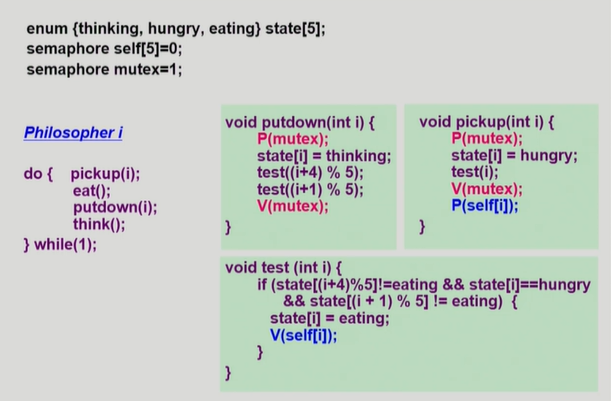 enum {thinking, hungry, eating} state[5];
semaphore self[5]=0;
semaphore mutex=1;
Philosopher i
do {   pickup(i);
eat();
putdown(i);
think();
} while(1);
void putdown(int i) {
P(mutex);
state[i] = thinking;
test((i+4) % 5);
test((i+1) % 5);
V(mutex);
}
void pickup(int i) {
P(mutex);
state[i] = hungry;
test(i);
V(mutex);
P(self[i]);
}
void test (int i) {
if (state[(i+4)%5]!=eating && state[i]==hungry
&& state[(i + 1) % 5] != eating)  {
state[i] = eating;
V(self[i]);
}
}